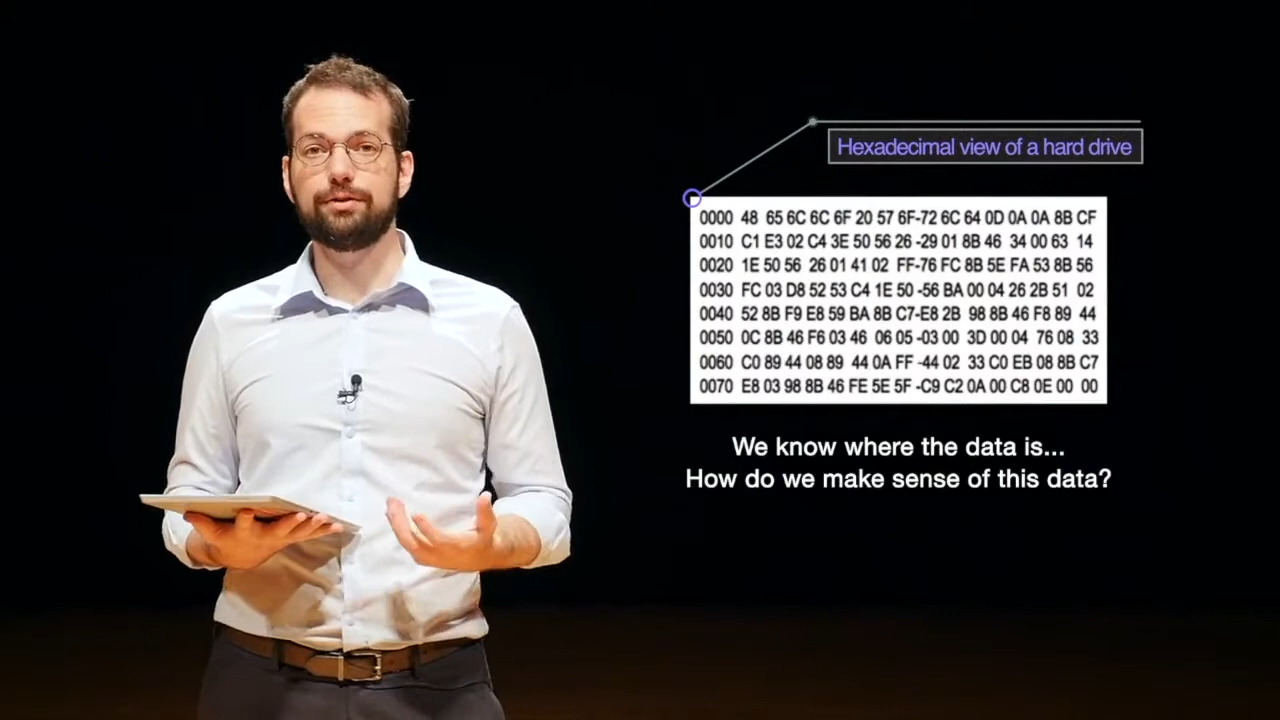 Hexadecimal view of a hard drive
0000 48 65 6C 6C 6F 20 57 6F-72 6C 64 0D 0A 0A 8B CF
0010 C1 E3 02 C4 3E 50 56 26 -29 01 8B 46 34 00 63 14
0020 1E 50 56 26 01 41 02 FF-76 FC 8B 5E FA 53 8B 56
0030 FC 03 D8 52 53 C4 1E 50 -56 BA 00 04 26 2B 51 02
0040 52 8B F9 E8 59 BA 8B C7-E8 2B 98 8B 46 F8 89 44
0050 0C 8B 46 F6 03 46 06 05 -03 00 3D 00 04 76 08 33
0060 C0 89 44 08 89 44 0A FF -44 02 33 C0 EB 08 8B C7
0070 E8 03 98 8B 46 FE 5E 5F -C9 C2 0A 00 C8 0E 00 00
We know where the data is...
How do we make sense of this data?